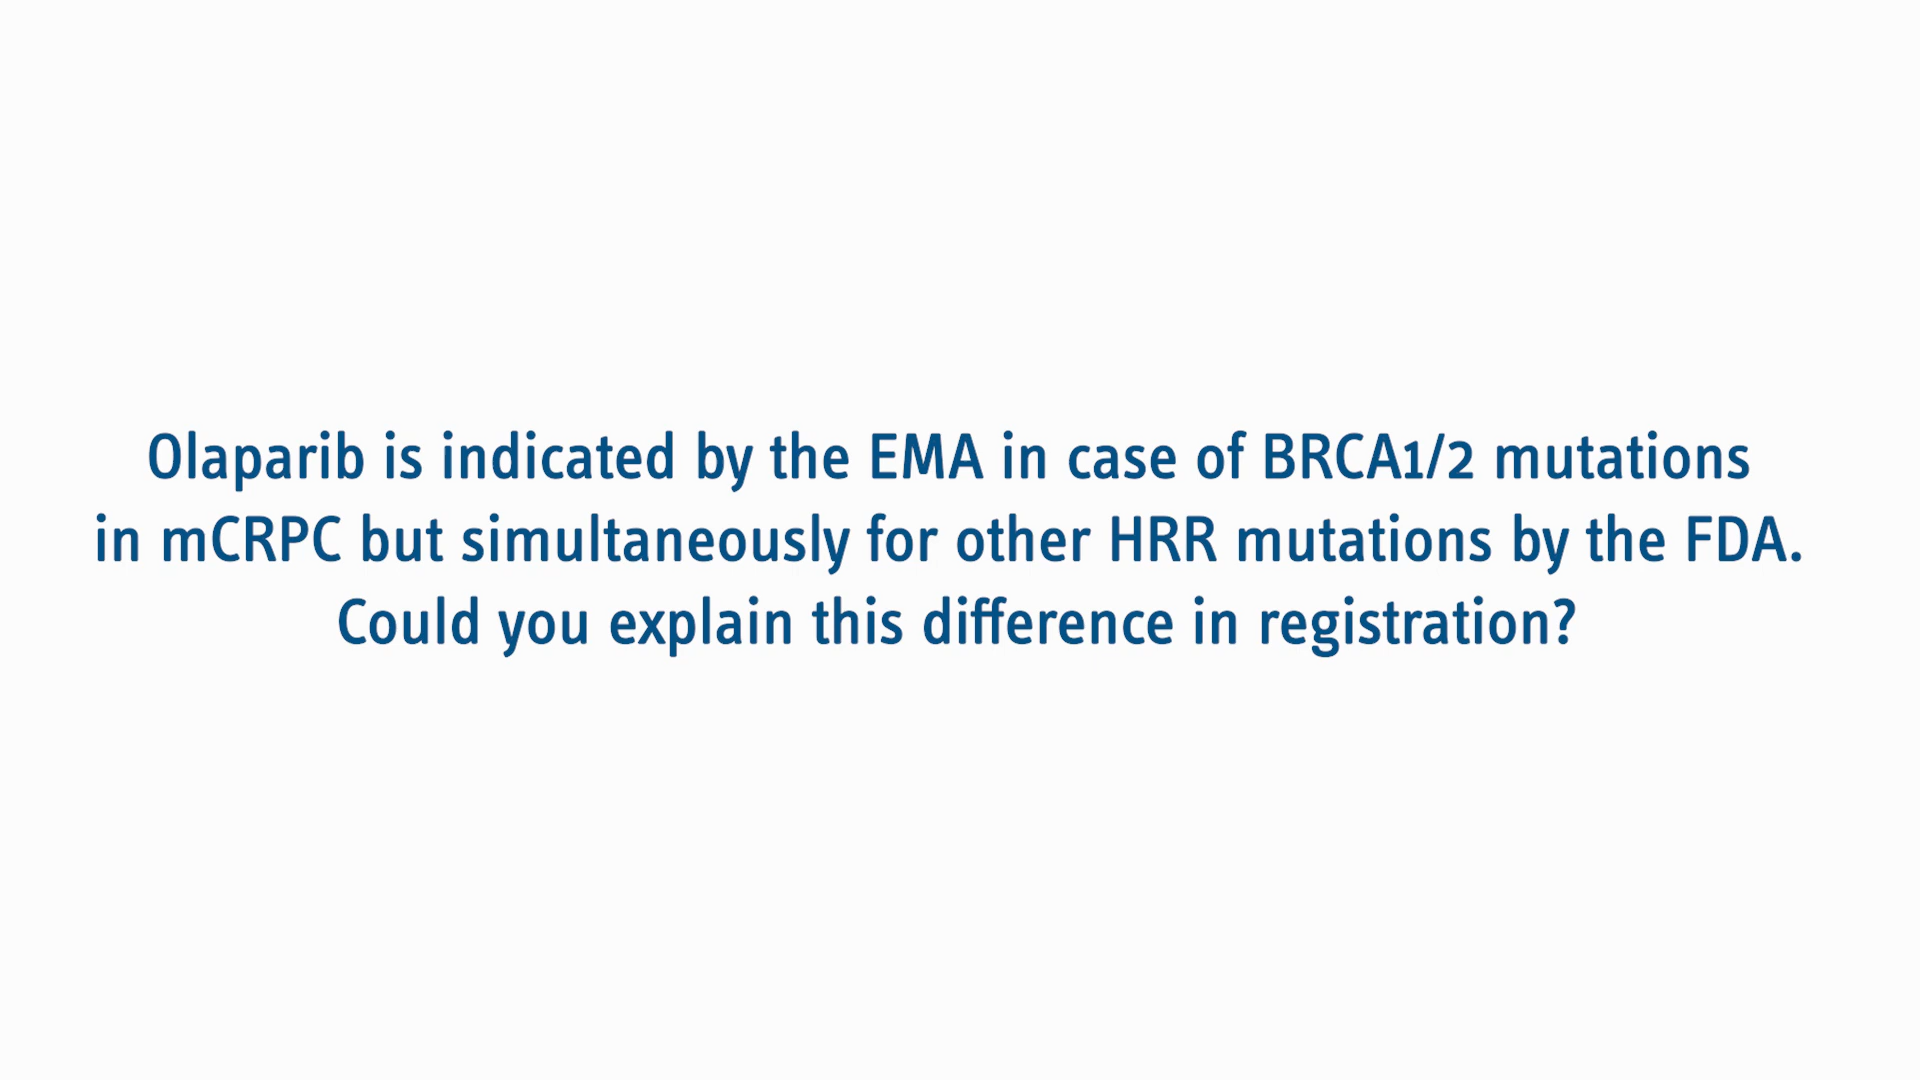 Olaparib is indicated by the EMA in case of BRCA1/2 mutations
in mCRPC but simultaneously for other HRR mutations by the FDA.
Could you explain this difference in registration?